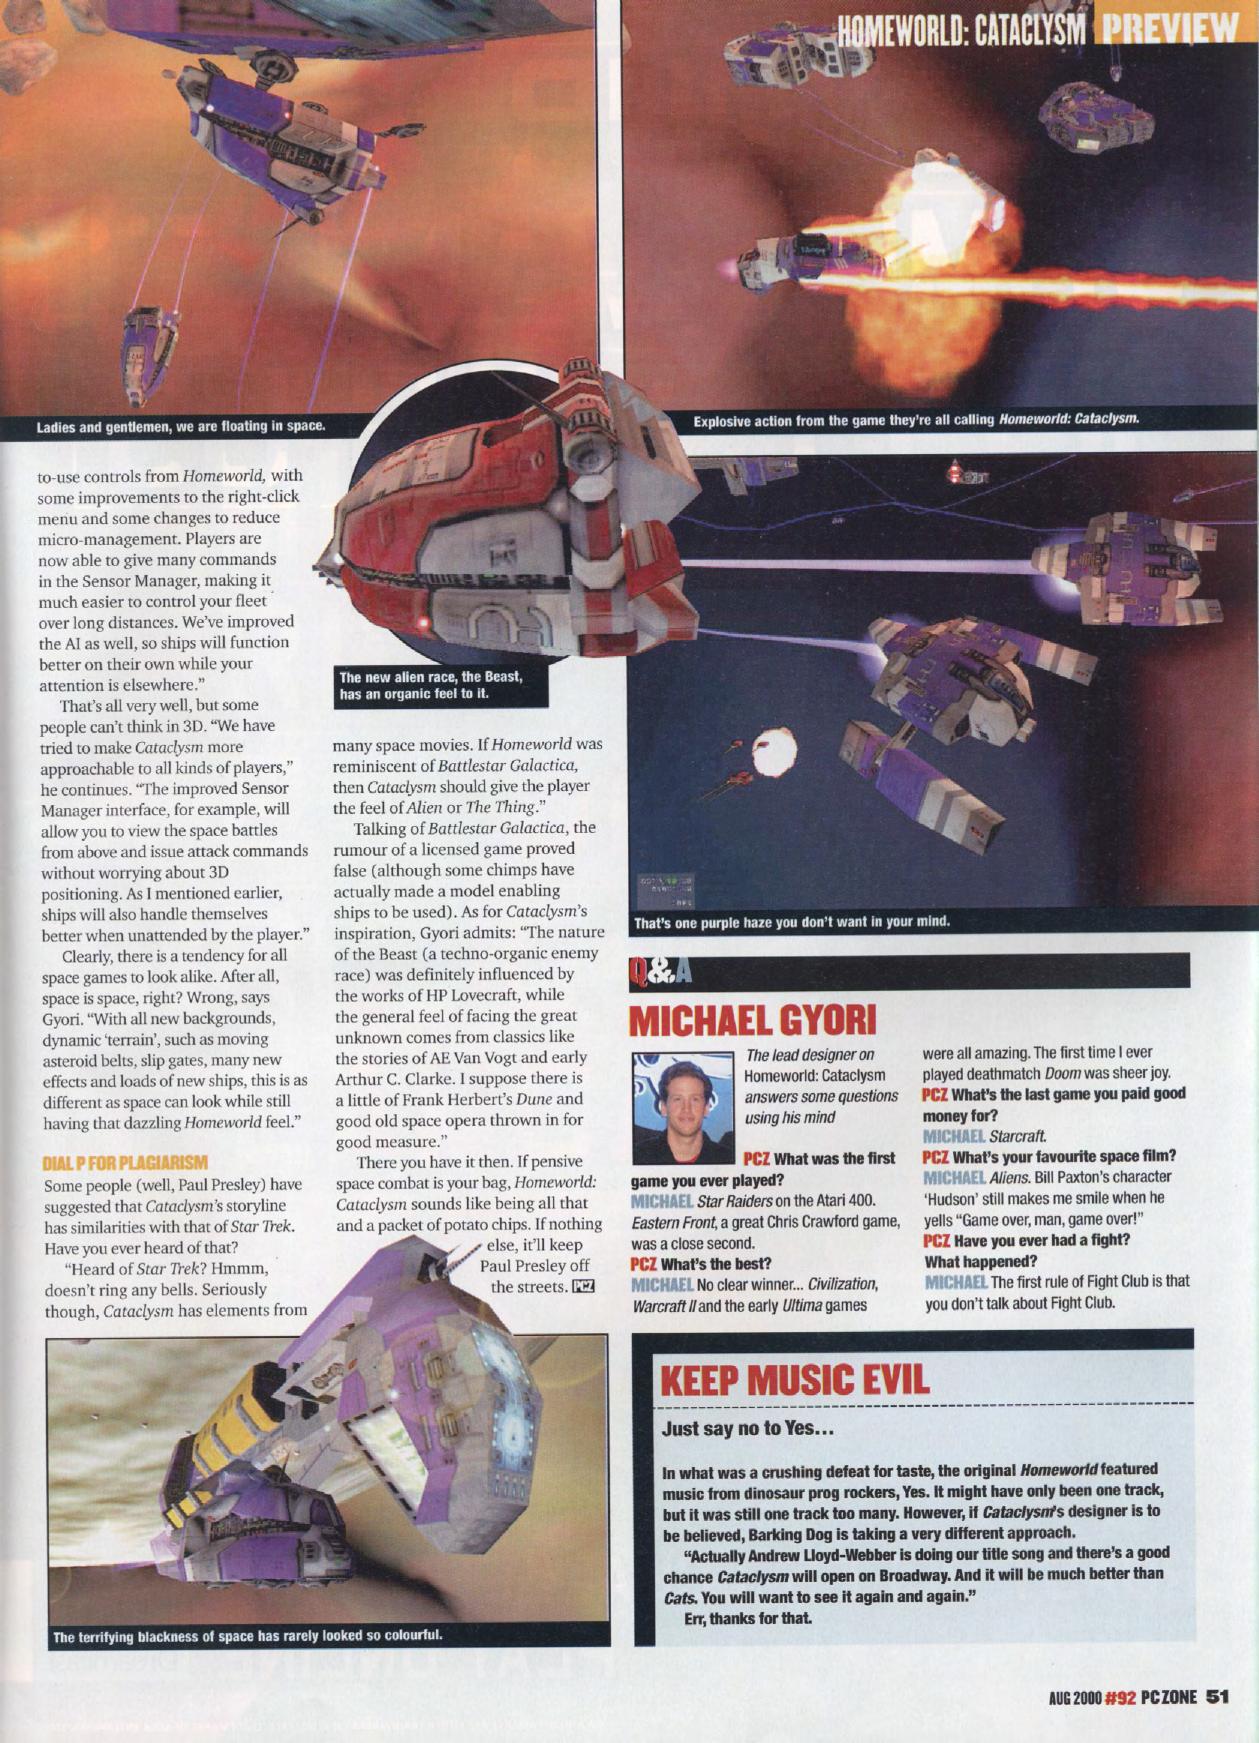 HOMEWORLD: CATACLYSM PREVIEW
Ladies and gentlemen, we are floating in space.
Explosive action from the game they're all calling Homeworld: Cataclysm.
to-use controls from Homeworld, with
some improvements to the right-click
menu and some changes to reduce
micro-management. Players are
now able to give many commands
in the Sensor Manager, making it
much easier to control your fleet
over long distances. We've improved
the AI as well, so ships will function
better on their own while your
attention is elsewhere.”
That's all very well, but some
people can't think in 3D. “We have
tried to make Cataclysm more
approachable to all kinds of players,”
he continues. “The improved Sensor
Manager interface, for example, will
allow you to view the space battles
from above and issue attack commands
without worrying about 3D
positioning. As I mentioned earlier,
ships will also handle themselves
better when unattended by the player.”
Clearly, there is a tendency for all
space games to look alike. After all,
space is space, right? Wrong, says
Gyori. “With all new backgrounds,
dynamic ‘terrain’, such as moving
asteroid belts, slip gates, many new
effects and loads of new ships, this is as
different as space can look while still
having that dazzling Homeworld feel.”
DIAL P FOR PLAGIARISM
Some people (well, Paul Presley) have
suggested that Cataclysm's storyline
has similarities with that of Star Trek.
Have you ever heard of that?
“Heard of Star Trek? Hmmm,
doesn't ring any bells. Seriously
though, Cataclysm has elements from
The new alien race, the Beast,
has an organic feel to it.
many space movies. If Homeworld was
reminiscent of Battlestar Galactica,
then Cataclysm should give the player
the feel of Alien or The Thing.”
Talking of Battlestar Galactica, the
rumour of a licensed game proved
false (although some chimps have
actually made a model enabling
ships to be used). As for Cataclysm's
inspiration, Gyori admits: “The nature
of the Beast (a techno-organic enemy
race) was definitely influenced by
the works of HP Lovecraft, while
the general feel of facing the great
unknown comes from classics like
the stories of AE Van Vogt and early
Arthur C. Clarke. I suppose there is
a little of Frank Herbert's Dune and
good old space opera thrown in for
good measure.”
There you have it then. If pensive
space combat is your bag, Homeworld:
Cataclysm sounds like being all that
and a packet of potato chips. If nothing
else, it'll keep
Paul Presley off
the streets. PCZ
The terrifying blackness of space has rarely looked so colourful.
That's one purple haze you don't want in your mind.
Q&A
MICHAEL GYORI
The lead designer on
Homeworld: Cataclysm
answers some questions
using his mind
PCZ What was the first
game you ever played?
MICHAEL Star Raiders on the Atari 400.
Eastern Front, a great Chris Crawford game,
was a close second.
PCZ What's the best?
MICHAEL No clear winner... Civilization,
Warcraft II and the early Ultima games
were all amazing. The first time I ever
played deathmatch Doom was sheer joy.
PCZ What's the last game you paid good
money for?
MICHAEL Starcraft.
PCZ What's your favourite space film?
MICHAEL Aliens. Bill Paxton's character
‘Hudson’ still makes me smile when he
yells “Game over, man, game over!”
PCZ Have you ever had a fight?
What happened?
MICHAEL The first rule of Fight Club is that
you don't talk about Fight Club.
KEEP MUSIC EVIL
Just say no to Yes...
In what was a crushing defeat for taste, the original Homeworld featured
music from dinosaur prog rockers, Yes. It might have only been one track,
but it was still one track too many. However, if Cataclysm's designer is to
be believed, Barking Dog is taking a very different approach.
“Actually Andrew Lloyd-Webber is doing our title song and there's a good
chance Cataclysm will open on Broadway. And it will be much better than
Cats. You will want to see it again and again.”
Err, thanks for that.
AUG 2000 #92 PC ZONE 51